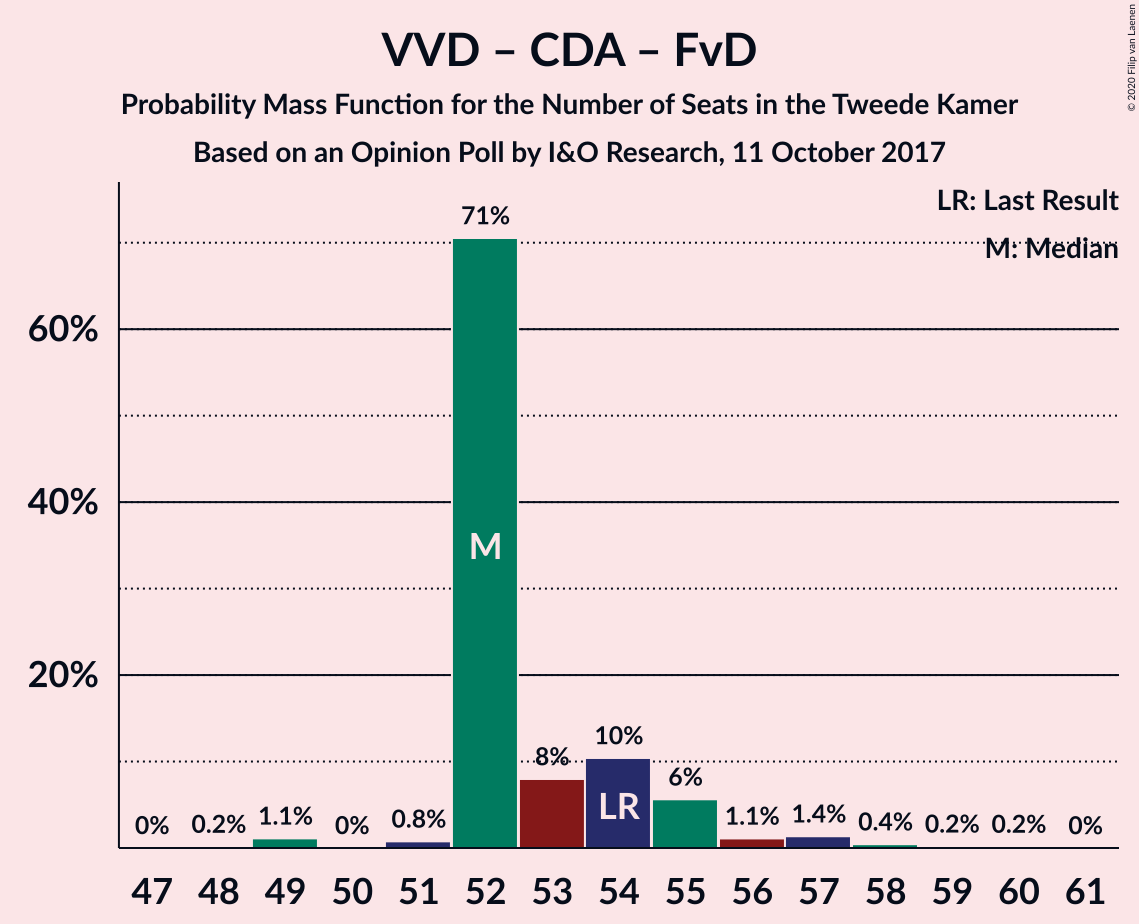 VVD – CDA – FvD
Probability Mass Function for the Number of Seats in the Tweede Kamer
Based on an Opinion Poll by I&O Research, 11 October 2017
© 2020 Filip van Laenen
LR: Last Result
M: Median
71%
60%
40%
M
20%
10%
8%
6%
LR
0%
0.2%
1.1%
0%
0.8%
1.1%
1.4%
0.4%
0.2%
0.2%
0%
47 48 49 50 51 52 53 54 55 56 57 58 59 60 61